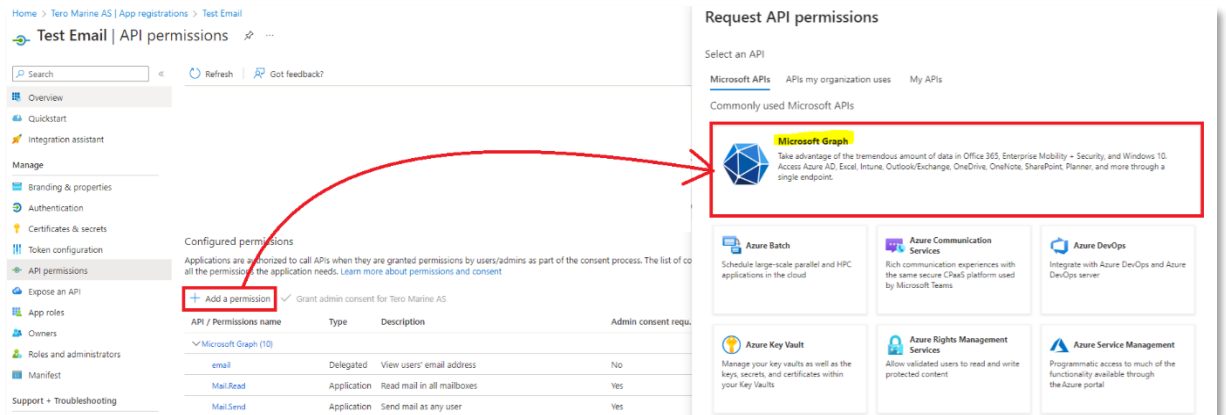 Home > Tero Marine AS | App registrations > Test Email
Test Email | API permissions
Search
Refresh
Got feedback?
Overview
Quickstart
Integration assistant
Manage
Branding & properties
Authentication
Certificates & secrets
Token configuration
API permissions
Expose an API
App roles
Owners
Roles and administrators
Manifest
Support + Troubleshooting
Configured permissions
Applications are authorized to call APIs when they are granted permissions by users/admins as part of the consent process. The list of co
all the permissions the application needs. Learn more about permissions and consent
Add a permission
Grant admin consent for Tero Marine AS
API / Permissions name Type Description Admin consent requ.
Microsoft Graph (10)
email Delegated View users' email address No
Mail.Read Application Read mail in all mailboxes Yes
Mail.Send Application Send mail as any user Yes
Request API permissions
Select an API
Microsoft APIs APIs my organization uses My APIs
Commonly used Microsoft APIs
Microsoft Graph
Take advantage of the tremendous amount of data in Office 365, Enterprise Mobility + Security, and Windows 10.
Access Azure AD, Excel, Intune, Outlook/Exchange, OneDrive, OneNote, SharePoint, Planner, and more through a
single endpoint.
Azure Batch
Schedule large-scale parallel and HPC
applications in the cloud
Azure Communication
Services
Rich communication experiences with
the same secure CPaaS platform used
by Microsoft Teams
Azure DevOps
Integrate with Azure DevOps and Azure
DevOps server
Azure Key Vault
Manage your key vaults as well as the
keys, secrets, and certificates within
your Key Vaults
Azure Rights Management
Services
Allow validated users to read and write
protected content
Azure Service Management
Programmatic access to much of the
functionality available through
the Azure portal